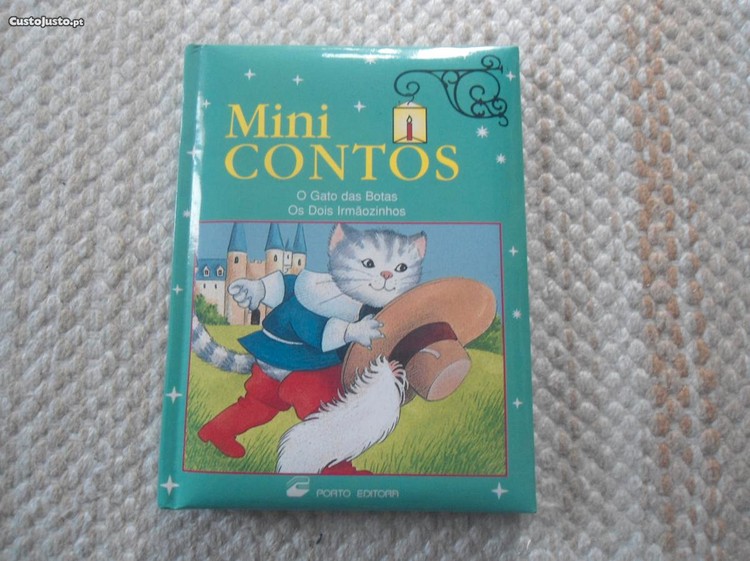 CustoJusto.pt
Mini
CONTOS
O Gato das Botas
Os Dois Irmãozinhos
PORTO EDITORA